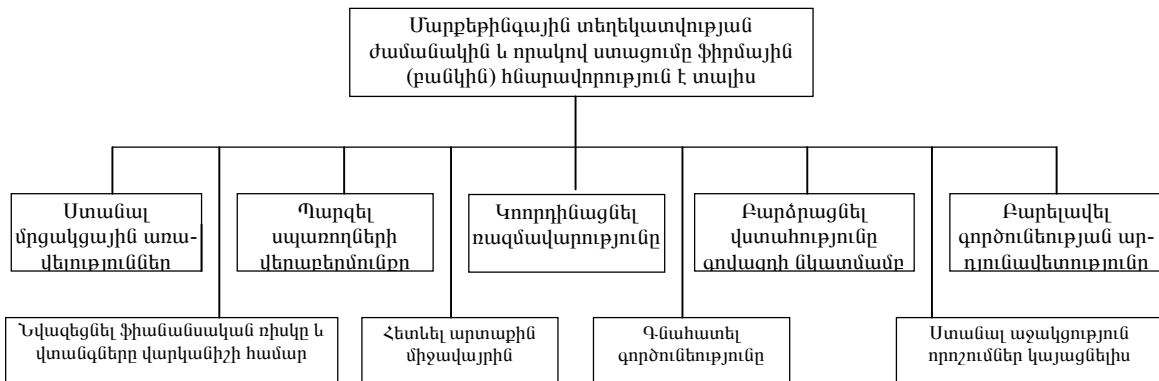 Մարքեթինգային տեղեկատվության
ժամանակին և որակով ստացումը ֆիրմային
(բանկին) հնարավորություն է տալիս
Ստանալ
մրցակցային առա-
վելություններ
Պարզել
սպառողների
վերաբերմունքը
Կոորդինացնել
ռազմավարությունը
Բարձրացնել
վստահությունը
գովազդի նկատմամբ
Բարելավել
գործունեության ար-
դյունավետությունը
Նվազեցնել ֆիանանսական ռիսկը և
վտանգները վարկանիշի համար
Հետևել արտաքին
միջավայրին
Գնահատել
գործունեությունը
Ստանալ աջակցություն
որոշումներ կայացնելիս